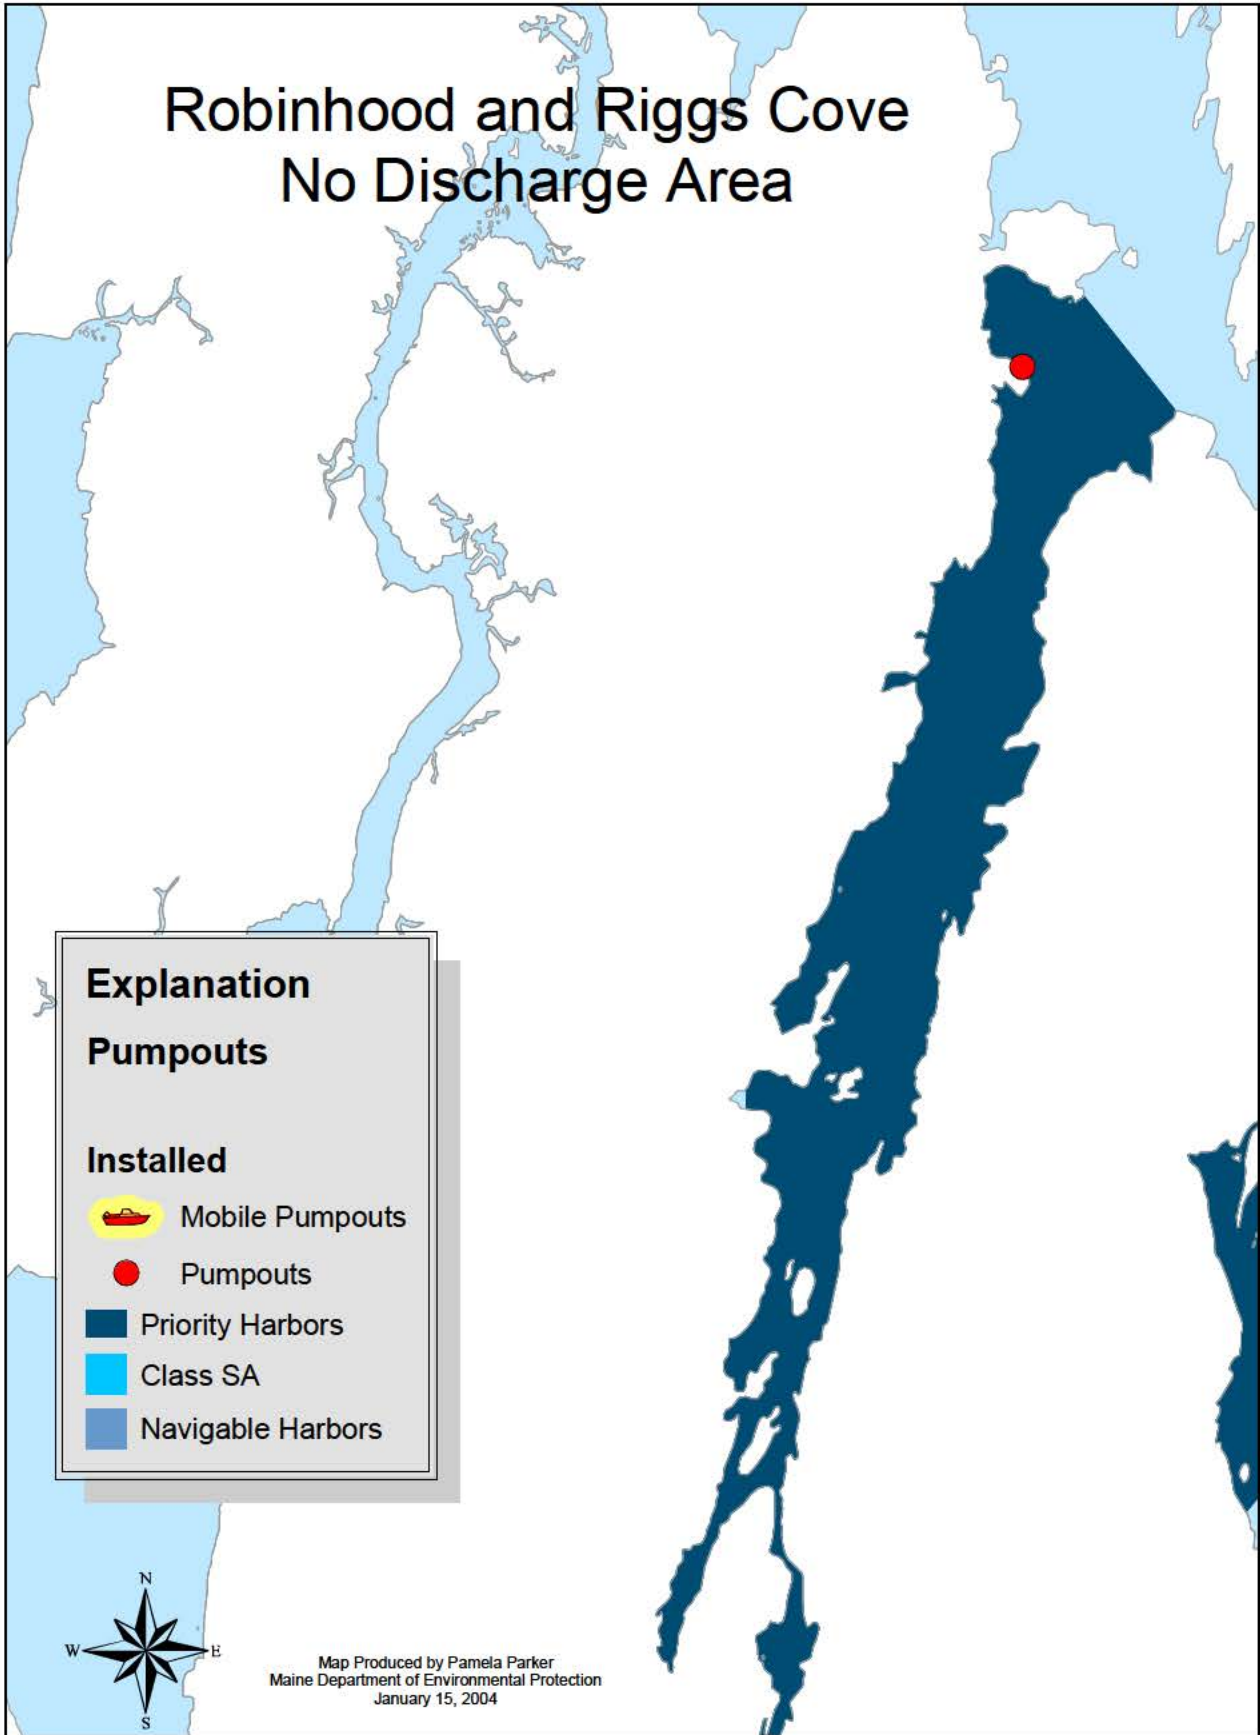 Robinhood and Riggs Cove
No Discharge Area
Explanation
Pumpouts
Installed
Mobile Pumpouts
Pumpouts
Priority Harbors
Class SA
Navigable Harbors
N
W
E
S
Map Produced by Pamela Parker
Maine Department of Environmental Protection
January 15, 2004